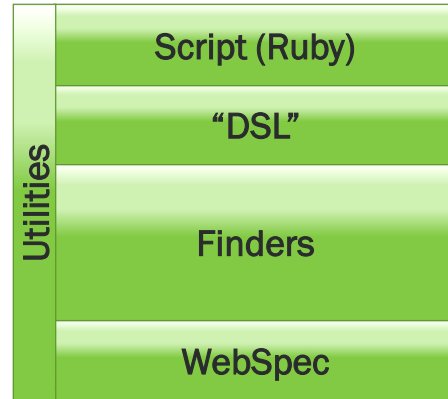 Script (Ruby)
“DSL”
Utilities
Finders
WebSpec